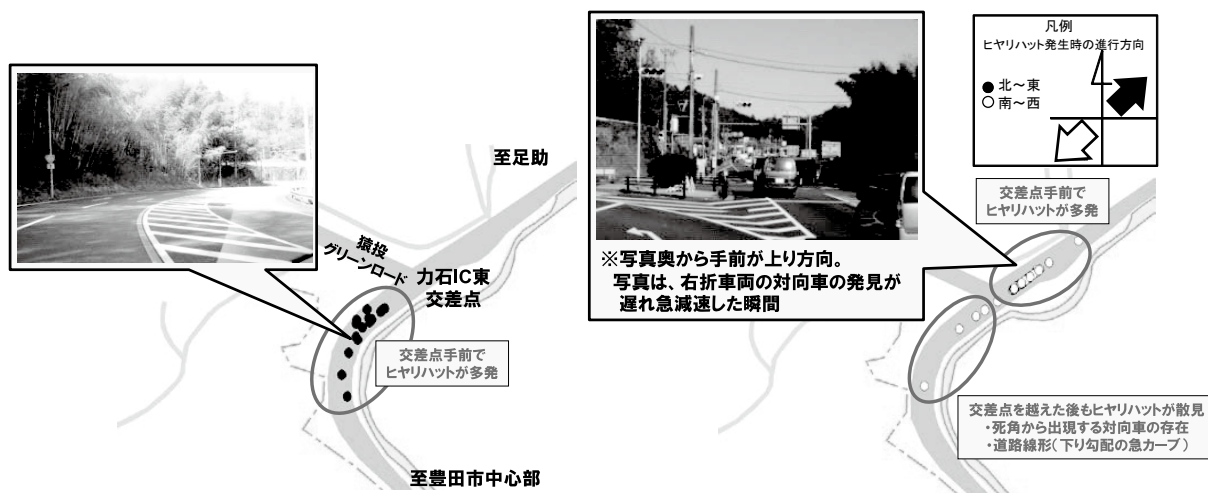 至足助
猿投
グリーンロード
力石IC東
交差点
交差点手前で
ヒヤリハットが多発
至豊田市中心部
※写真奥から手前が上り方向。
写真は、右折車両の対向車の発見が
遅れ急減速した瞬間
凡例
ヒヤリハット発生時の進行方向
●北～東
○南～西
交差点手前で
ヒヤリハットが多発
交差点を越えた後もヒヤリハットが散見
・死角から出現する対向車の存在
・道路線形(下り勾配の急カーブ)